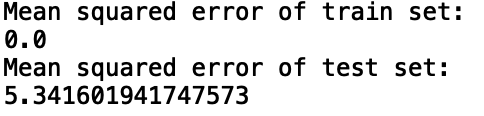 Mean squared error of train set:
0.0
Mean squared error of test set:
5.341601941747573